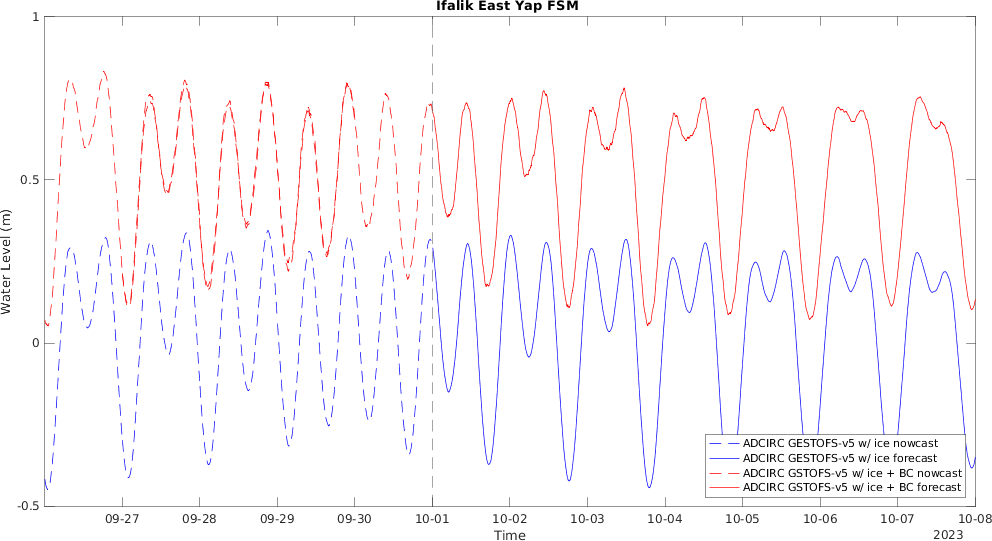 Ifalik East Yap FSM
Water Level (m)
1
0.5
0
-0.5
09-27 09-28 09-29 09-30 10-01 10-02 10-03 10-04 10-05 10-06 10-07 10-08
Time
2023
ADCIRC GESTOFS-v5 w/ ice nowcast
ADCIRC GESTOFS-v5 w/ ice forecast
ADCIRC GSTOFS-v5 w/ ice + BC nowcast
ADCIRC GSTOFS-v5 w/ ice + BC forecast